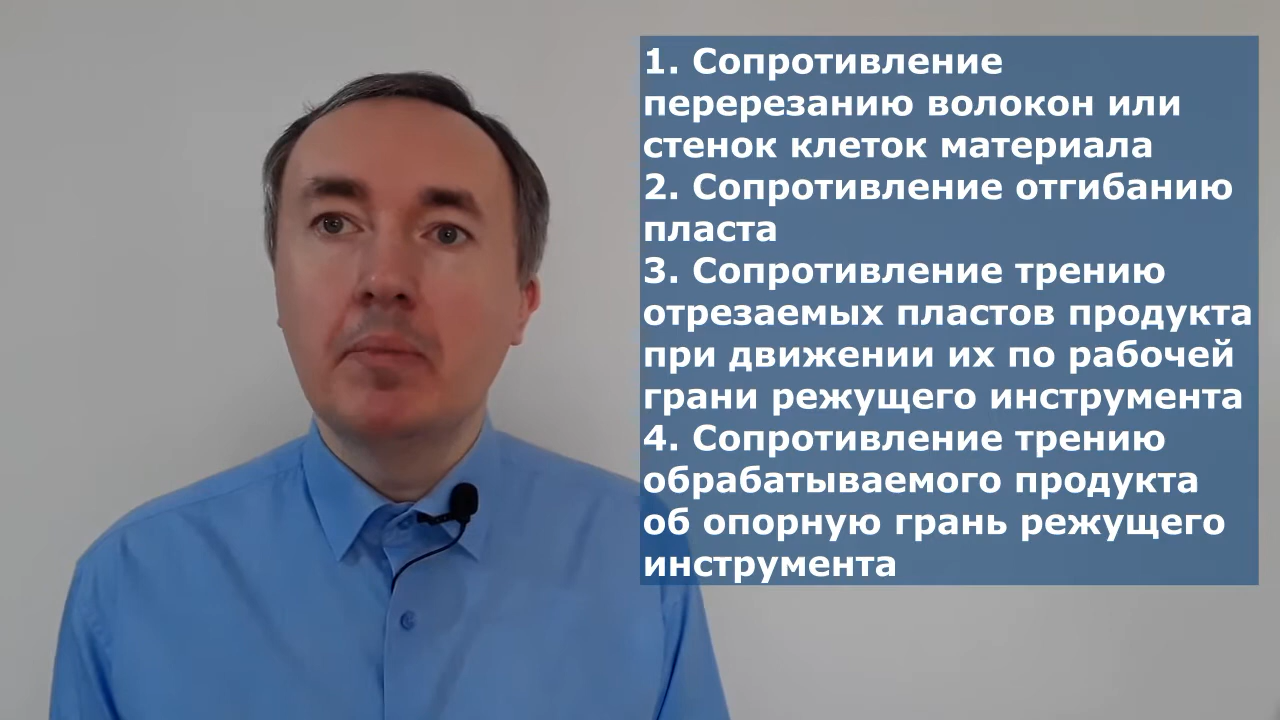 1. Сопротивление
перерезанию волокон или
стенок клеток материала
2. Сопротивление отгибанию
пласта
3. Сопротивление трению
отрезаемых пластов продукта
при движении их по рабочей
грани режущего инструмента
4. Сопротивление трению
обрабатываемого продукта
об опорную грань режущего
инструмента